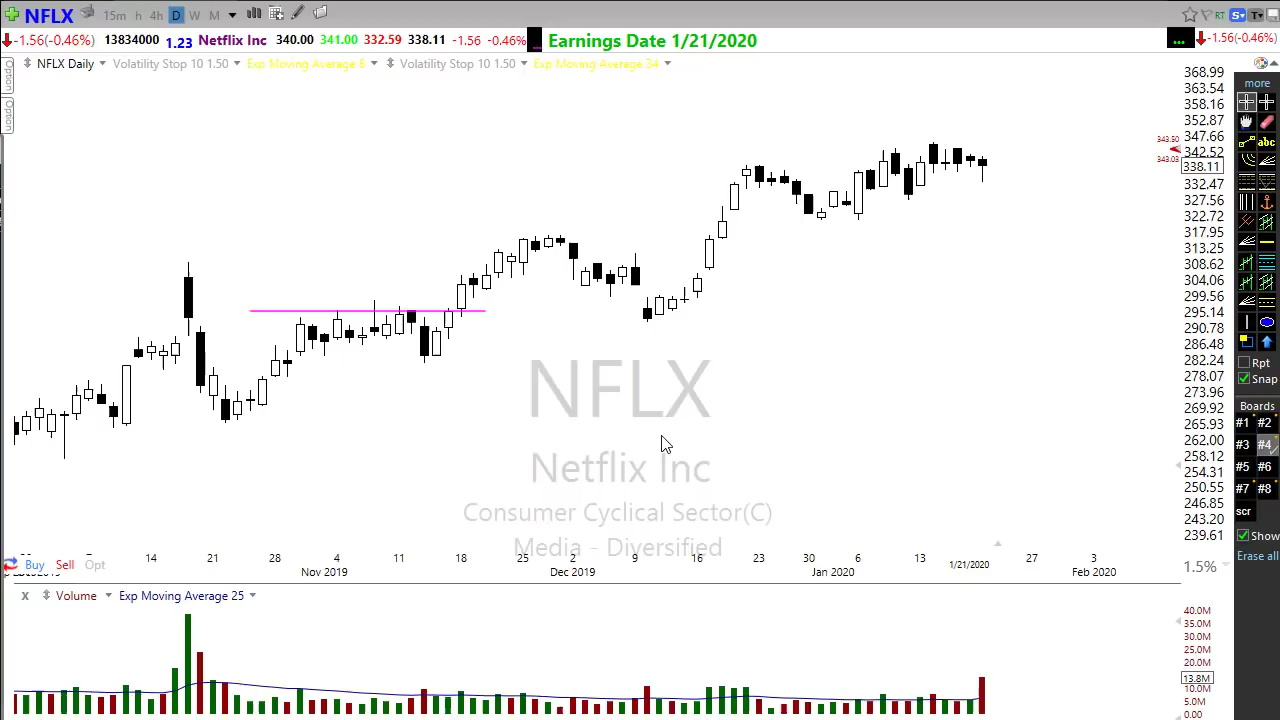 NFLX 15m h 4h D W M RT S T
-1.56(-0.46%) 13834000 1.23 Netflix Inc 340.00 341.00 332.59 338.11 -1.56 -0.46% ... Earnings Date 1/21/2020 ... -1.56(-0.46%)
Option
Option
NFLX Daily Volatility Stop 10 1.50 Exp Moving Average 8 Volatility Stop 10 1.50 Exp Moving Average 34
368.99
363.54
358.16
352.87
347.66
342.52
338.11
332.47
327.56
322.72
317.95
313.25
308.62
304.06
299.56
295.14
290.78
286.48
282.24
278.07
273.96
269.92
265.93
262.00
258.12
254.31
250.55
246.85
243.20
239.61
343.50
343.03
more
abc
Rpt
Snap
Boards
#1 #2
#3 #4
#5 #6
#7 #8
scr
Show
Erase all
NFLX
Netflix Inc
Consumer Cyclical Sector(C)
Media - Diversified
14 21 28 4 11 18 25 2 9 16 23 30 6 13 1/21/2020 27 3
Buy Sell Opt 1.5%
Nov 2019 Dec 2019 Jan 2020 Feb 2020
x Volume Exp Moving Average 25
40.0M
35.0M
30.0M
25.0M
20.0M
13.8M
10.0M
5.0M
0.00